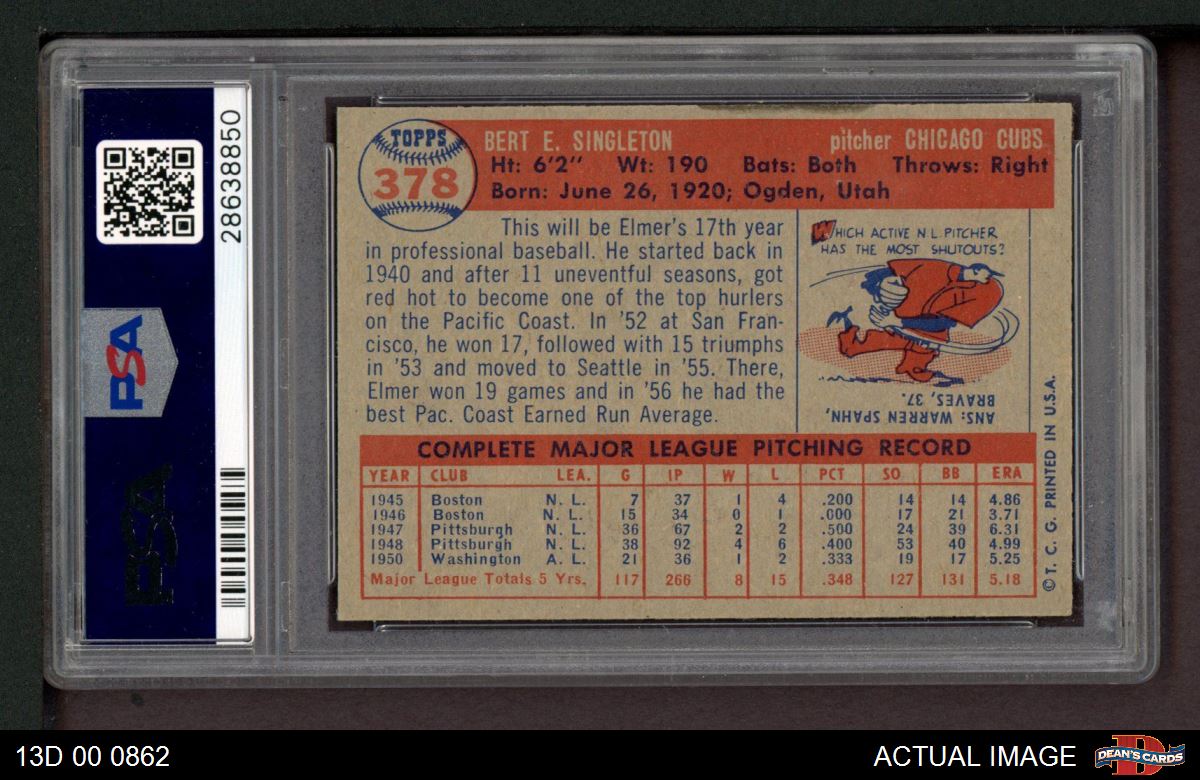 28638850
PSA
PSA
TOPPS
378
BERT E. SINGLETON pitcher CHICAGO CUBS
Ht: 6'2" Wt: 190 Bats: Both Throws: Right
Born: June 26, 1920; Ogden, Utah
This will be Elmer's 17th year
in professional baseball. He started back in
1940 and after 11 uneventful seasons, got
red hot to become one of the top hurlers
on the Pacific Coast. In '52 at San Fran-
cisco, he won 17, followed with 15 triumphs
in '53 and moved to Seattle in '55. There,
Elmer won 19 games and in '56 he had the
best Pac. Coast Earned Run Average.
WHICH ACTIVE N.L. PITCHER
HAS THE MOST SHUTOUTS?
ANS: WARREN SPAHN,
BRAVES, 37.
COMPLETE MAJOR LEAGUE PITCHING RECORD
YEAR CLUB LEA. G IP W L PCT SO BB ERA
1945 Boston N. L. 7 37 1 4 .200 14 14 4.86
1946 Boston N. L. 15 34 0 1 .000 17 21 3.71
1947 Pittsburgh N. L. 36 67 2 2 .500 24 39 6.31
1948 Pittsburgh N. L. 38 92 4 6 .400 53 40 4.99
1950 Washington A. L. 21 36 1 2 .333 19 17 5.25
Major League Totals 5 Yrs. 117 266 8 15 .348 127 131 5.18
© T. C. G. PRINTED IN U.S.A.
13D 00 0862
ACTUAL IMAGE
DEAN'S CARDS